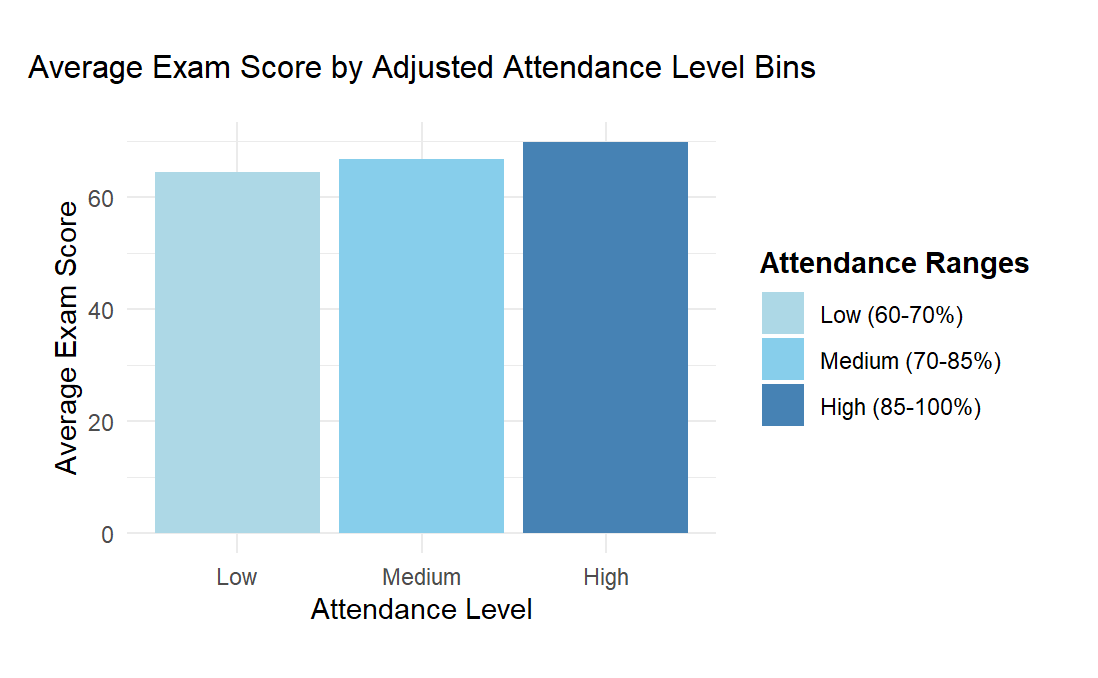 Average Exam Score by Adjusted Attendance Level Bins
Average Exam Score
60
40
20
0
Low
Medium
High
Attendance Level
Attendance Ranges
Low (60-70%)
Medium (70-85%)
High (85-100%)